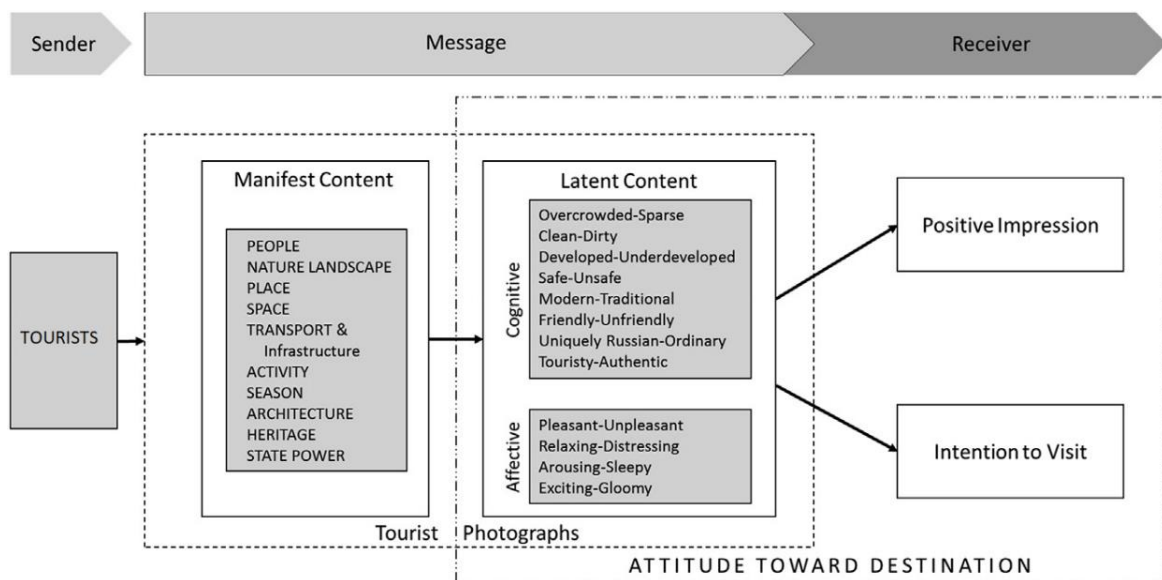 Sender
Message
Receiver
Manifest Content
Latent Content
TOURISTS
PEOPLE
NATURE LANDSCAPE
PLACE
SPACE
TRANSPORT &
Infrastructure
ACTIVITY
SEASON
ARCHITECTURE
HERITAGE
STATE POWER
Cognitive
Overcrowded-Sparse
Clean-Dirty
Developed-Underdeveloped
Safe-Unsafe
Modern-Traditional
Friendly-Unfriendly
Uniquely Russian-Ordinary
Touristy-Authentic
Affective
Pleasant-Unpleasant
Relaxing-Distressing
Arousing-Sleepy
Exciting-Gloomy
Positive Impression
Intention to Visit
Tourist Photographs
ATTITUDE TOWARD DESTINATION